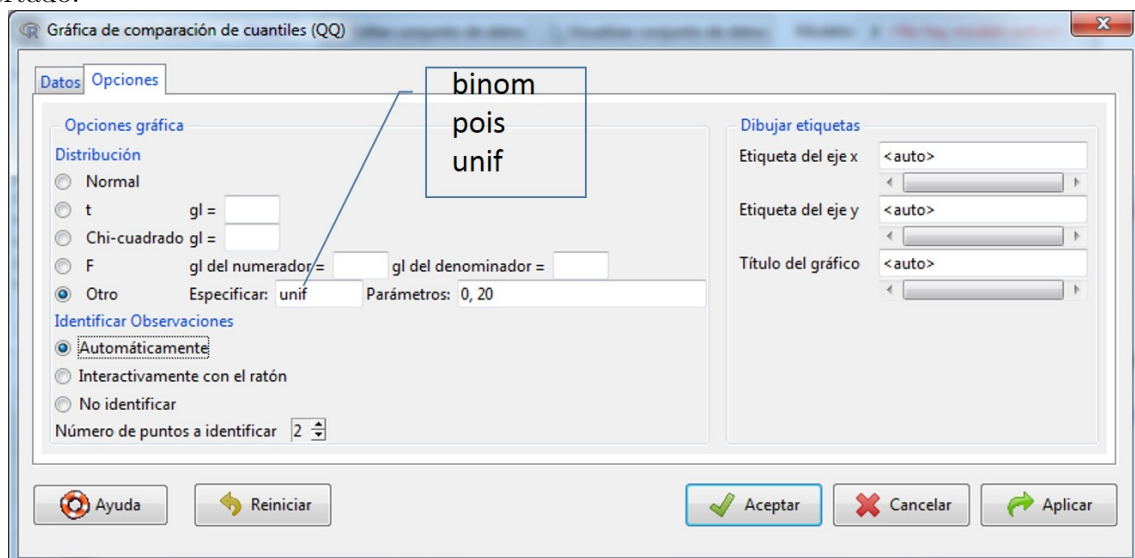 Gráfica de comparación de cuantiles (QQ)
Datos
Opciones
binom
pois
unif
Opciones gráfica
Distribución
Normal
t gl =
Chi-cuadrado gl =
F gl del numerador = gl del denominador =
Otro Especificar: unif Parámetros: 0, 20
Identificar Observaciones
Automáticamente
Interactivamente con el ratón
No identificar
Número de puntos a identificar 2
Dibujar etiquetas
Etiqueta del eje x <auto>
Etiqueta del eje y <auto>
Título del gráfico <auto>
Ayuda
Reiniciar
Aceptar
Cancelar
Aplicar